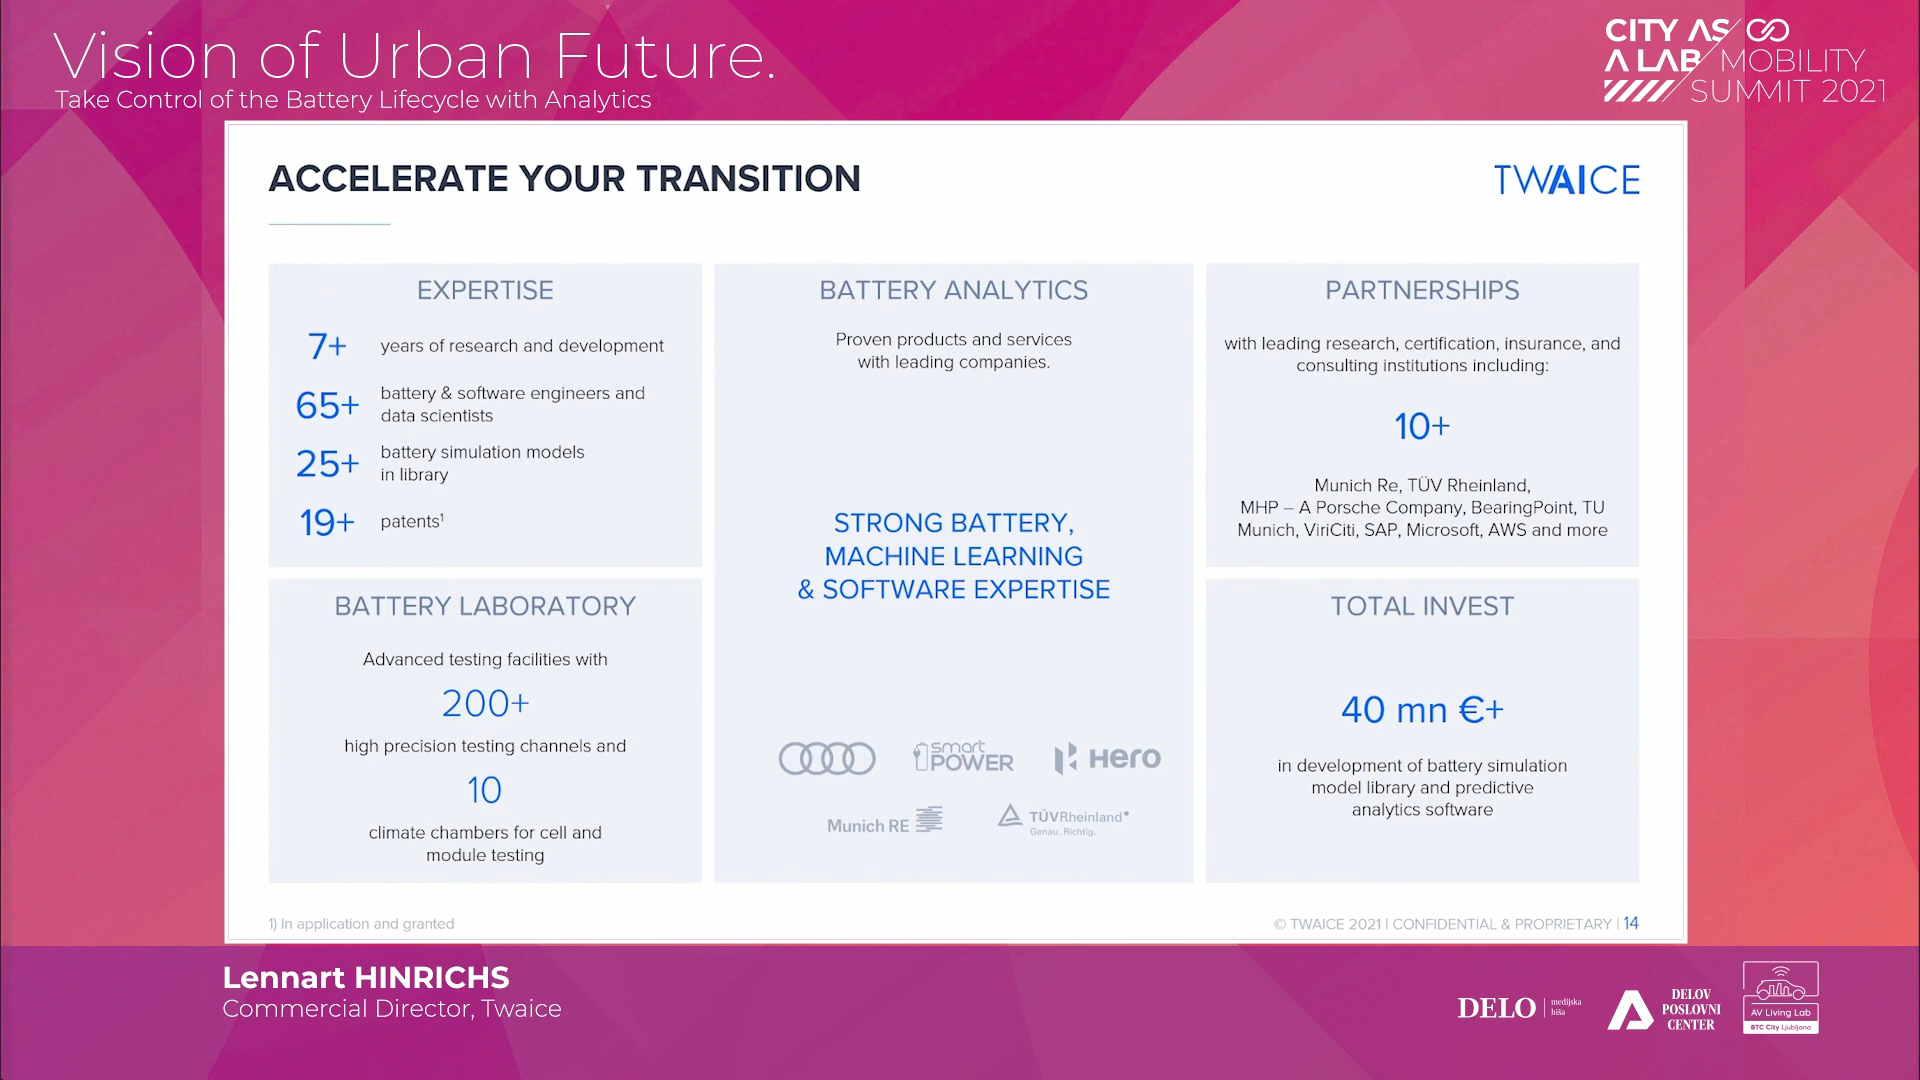 Vision of Urban Future.
Take Control of the Battery Lifecycle with Analytics
CITY AS
A LAB MOBILITY
SUMMIT 2021
ACCELERATE YOUR TRANSITION
TWAICE
EXPERTISE
7+ years of research and development
65+ battery & software engineers and
data scientists
25+ battery simulation models
in library
19+ patents¹
BATTERY LABORATORY
Advanced testing facilities with
200+
high precision testing channels and
10
climate chambers for cell and
module testing
BATTERY ANALYTICS
Proven products and services
with leading companies.
STRONG BATTERY,
MACHINE LEARNING
& SOFTWARE EXPERTISE
smart
POWER
Hero
Munich RE
TÜVRheinland®
Genau. Richtig.
PARTNERSHIPS
with leading research, certification, insurance, and
consulting institutions including:
10+
Munich Re, TÜV Rheinland,
MHP – A Porsche Company, BearingPoint, TU
Munich, ViriCiti, SAP, Microsoft, AWS and more
TOTAL INVEST
40 mn €+
in development of battery simulation
model library and predictive
analytics software
1) In application and granted
© TWAICE 2021 | CONFIDENTIAL & PROPRIETARY | 14
Lennart HINRICHS
Commercial Director, Twaice
DELO medijska
hiša
DELOV
POSLOVNI
CENTER
AV Living Lab
BTC City Ljubljana